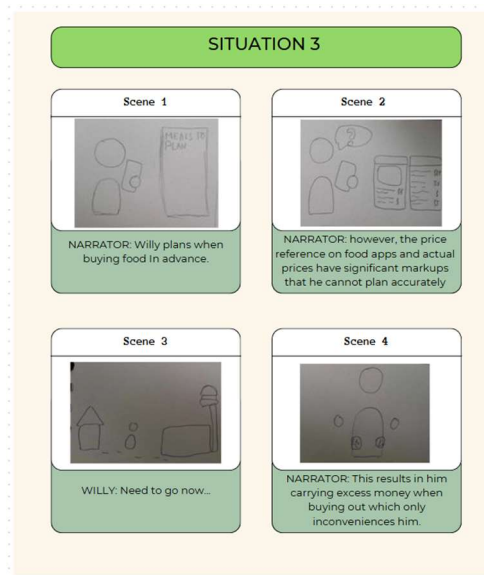 SITUATION 3
Scene 1
MEALS TO
PLAN
NARRATOR: Willy plans when
buying food In advance.
Scene 2
NARRATOR: however, the price
reference on food apps and actual
prices have significant markups
that he cannot plan accurately
Scene 3
WILLY: Need to go now...
Scene 4
NARRATOR: This results in him
carrying excess money when
buying out which only
inconveniences him.